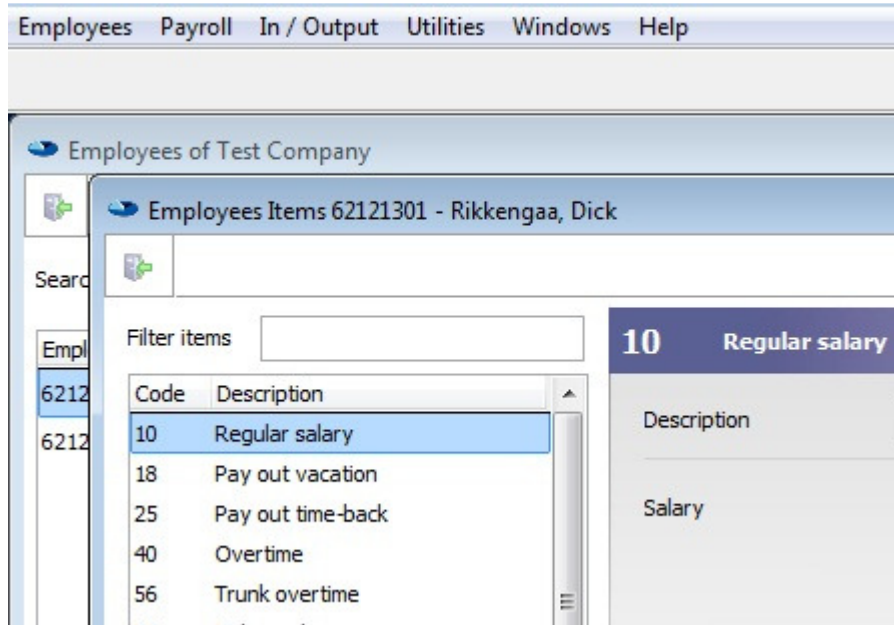 Employees Payroll In / Output Utilities Windows Help
Employees of Test Company
Employees Items 62121301 - Rikkengaa, Dick
Searc
Filter items
10 Regular salary
Empl
Code Description
6212
10 Regular salary
Description
6212
18 Pay out vacation
25 Pay out time-back
Salary
40 Overtime
56 Trunk overtime